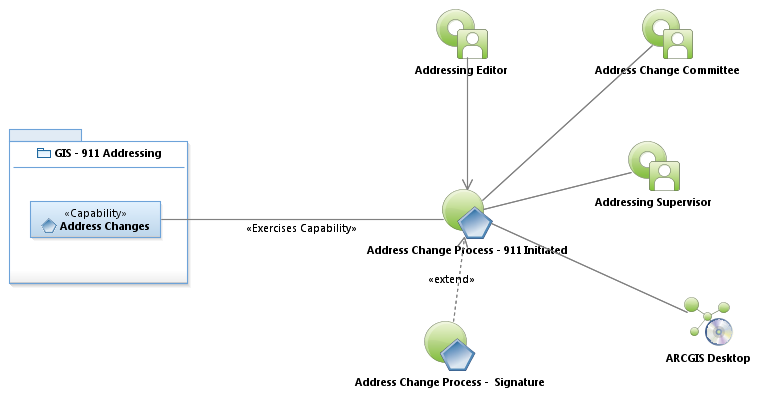 Addressing Editor
Address Change Committee
GIS - 911 Addressing
Addressing Supervisor
«Capability»
Address Changes
«Exercises Capability»
Address Change Process - 911 Initiated
«extend»
ARCGIS Desktop
Address Change Process - Signature